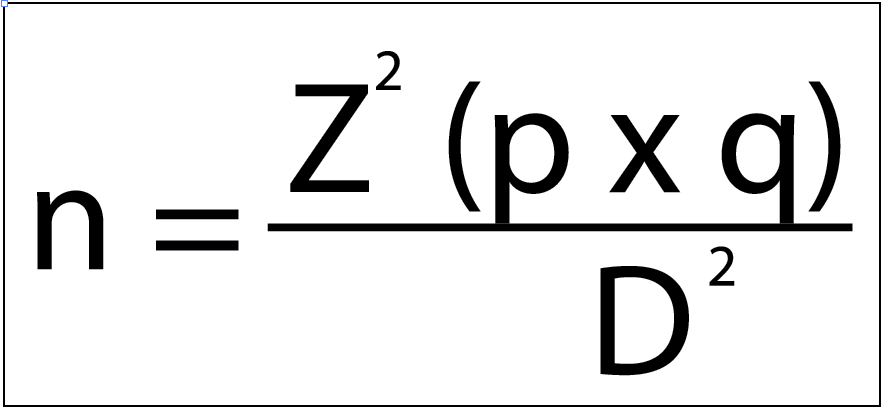 n = Z² (p x q)
D²